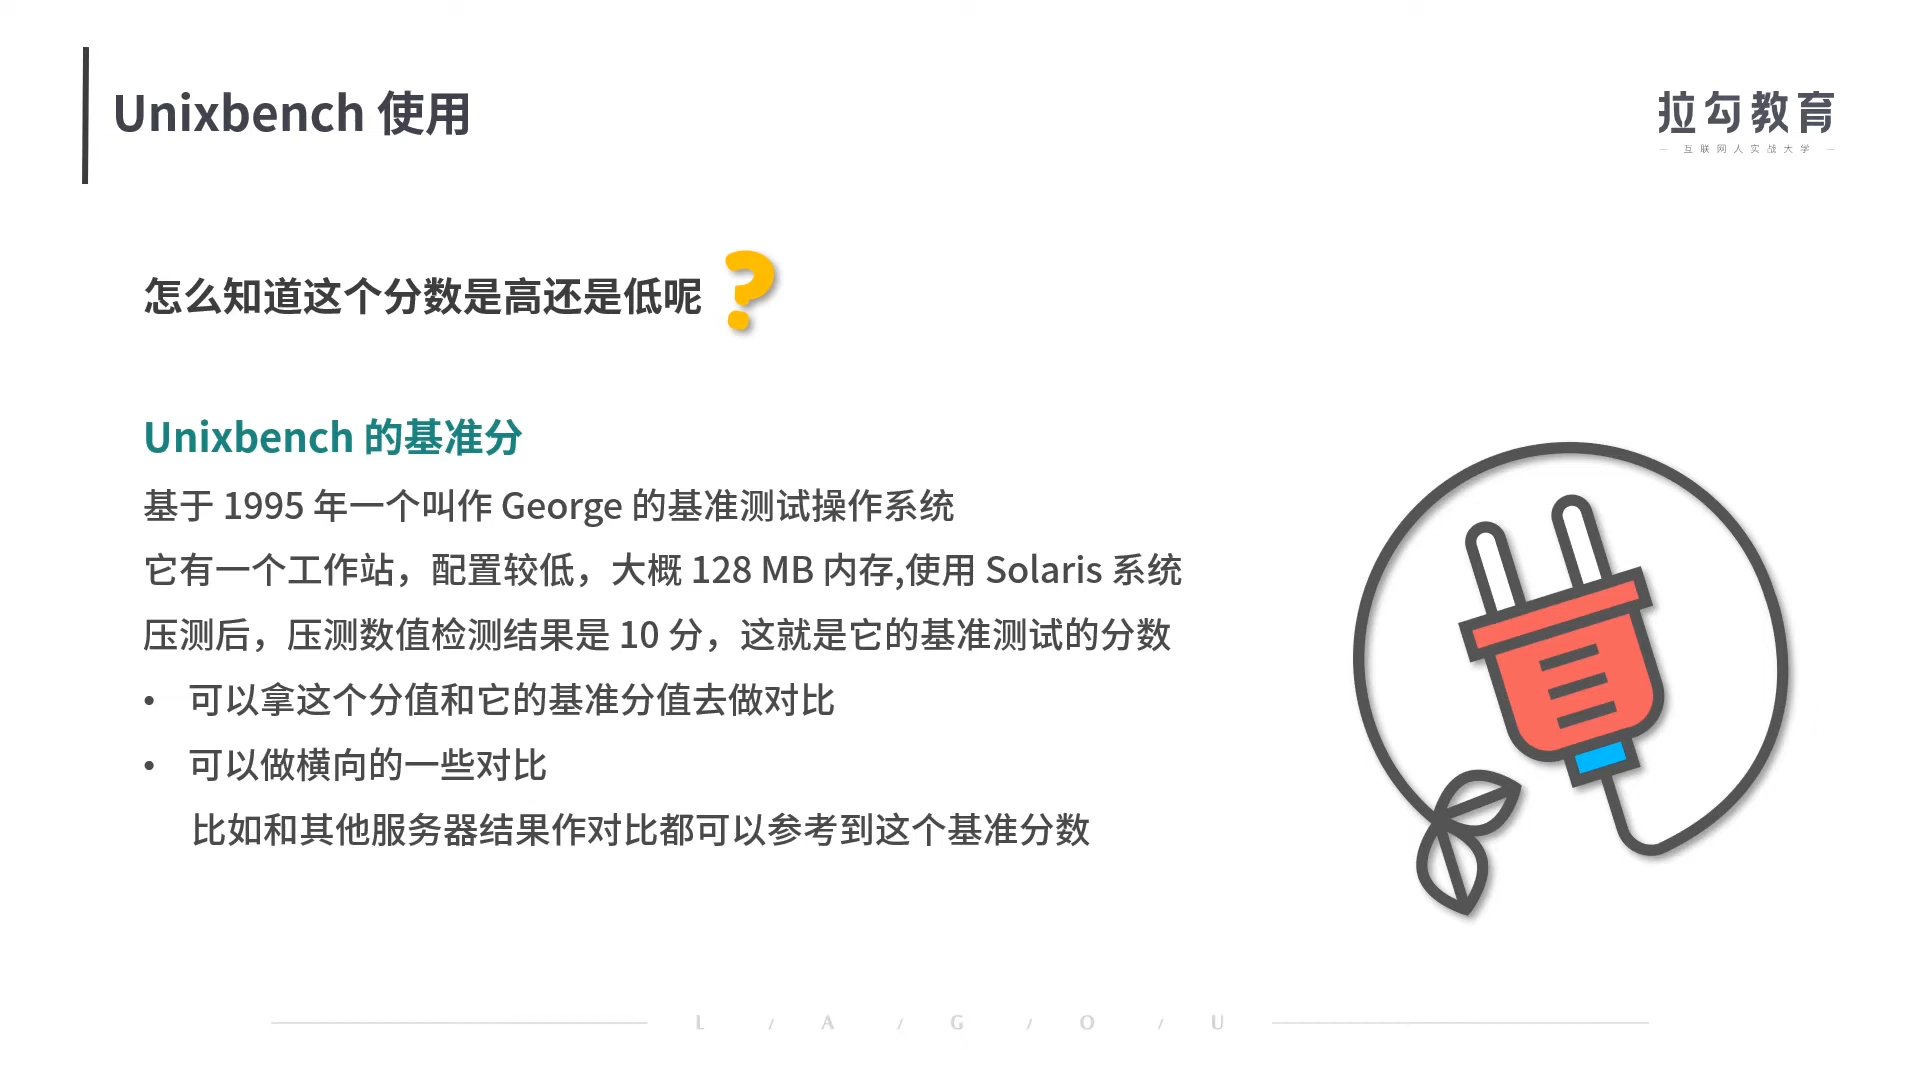 Unixbench 使用
拉勾教育
互联网人实战大学
怎么知道这个分数是高还是低呢?
Unixbench 的基准分
基于 1995 年一个叫作 George 的基准测试操作系统
它有一个工作站，配置较低，大概 128 MB 内存,使用 Solaris 系统
压测后，压测数值检测结果是 10 分，这就是它的基准测试的分数
• 可以拿这个分值和它的基准分值去做对比
• 可以做横向的一些对比
比如和其他服务器结果作对比都可以参考到这个基准分数
L / A / G / O / U